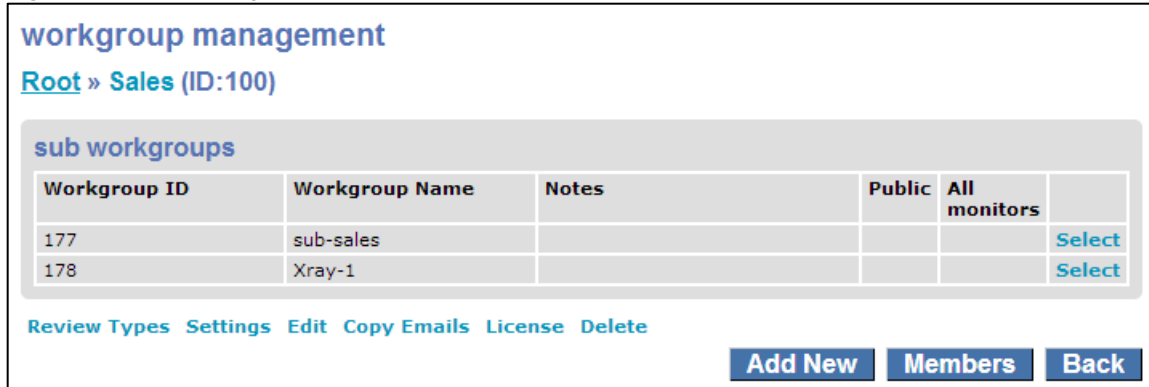 workgroup management
Root » Sales (ID:100)
sub workgroups
Workgroup ID Workgroup Name Notes Public All monitors
177 sub-sales Select
178 Xray-1 Select
Review Types Settings Edit Copy Emails License Delete
Add New Members Back